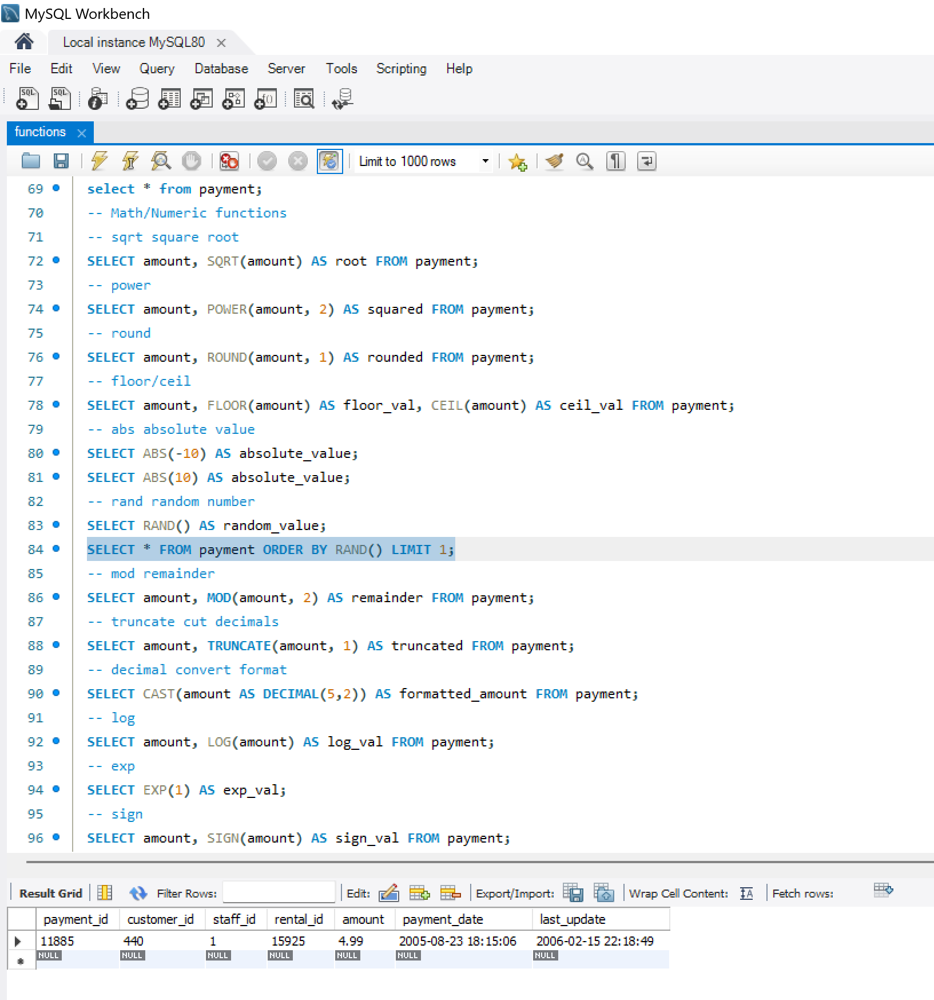 MySQL Workbench
Local instance MySQL80
File Edit View Query Database Server Tools Scripting Help
SQL SQL f()
functions
Limit to 1000 rows
69 select * from payment;
70 -- Math/Numeric functions
71 -- sqrt square root
72 SELECT amount, SQRT(amount) AS root FROM payment;
73 -- power
74 SELECT amount, POWER(amount, 2) AS squared FROM payment;
75 -- round
76 SELECT amount, ROUND(amount, 1) AS rounded FROM payment;
77 -- floor/ceil
78 SELECT amount, FLOOR(amount) AS floor_val, CEIL(amount) AS ceil_val FROM payment;
79 -- abs absolute value
80 SELECT ABS(-10) AS absolute_value;
81 SELECT ABS(10) AS absolute_value;
82 -- rand random number
83 SELECT RAND() AS random_value;
84 SELECT * FROM payment ORDER BY RAND() LIMIT 1;
85 -- mod remainder
86 SELECT amount, MOD(amount, 2) AS remainder FROM payment;
87 -- truncate cut decimals
88 SELECT amount, TRUNCATE(amount, 1) AS truncated FROM payment;
89 -- decimal convert format
90 SELECT CAST(amount AS DECIMAL(5,2)) AS formatted_amount FROM payment;
91 -- log
92 SELECT amount, LOG(amount) AS log_val FROM payment;
93 -- exp
94 SELECT EXP(1) AS exp_val;
95 -- sign
96 SELECT amount, SIGN(amount) AS sign_val FROM payment;
Result Grid Filter Rows: Edit: Export/Import: Wrap Cell Content: IA Fetch rows:
payment_id customer_id staff_id rental_id amount payment_date last_update
11885 440 1 15925 4.99 2005-08-23 18:15:06 2006-02-15 22:18:49
NULL NULL NULL NULL NULL NULL NULL